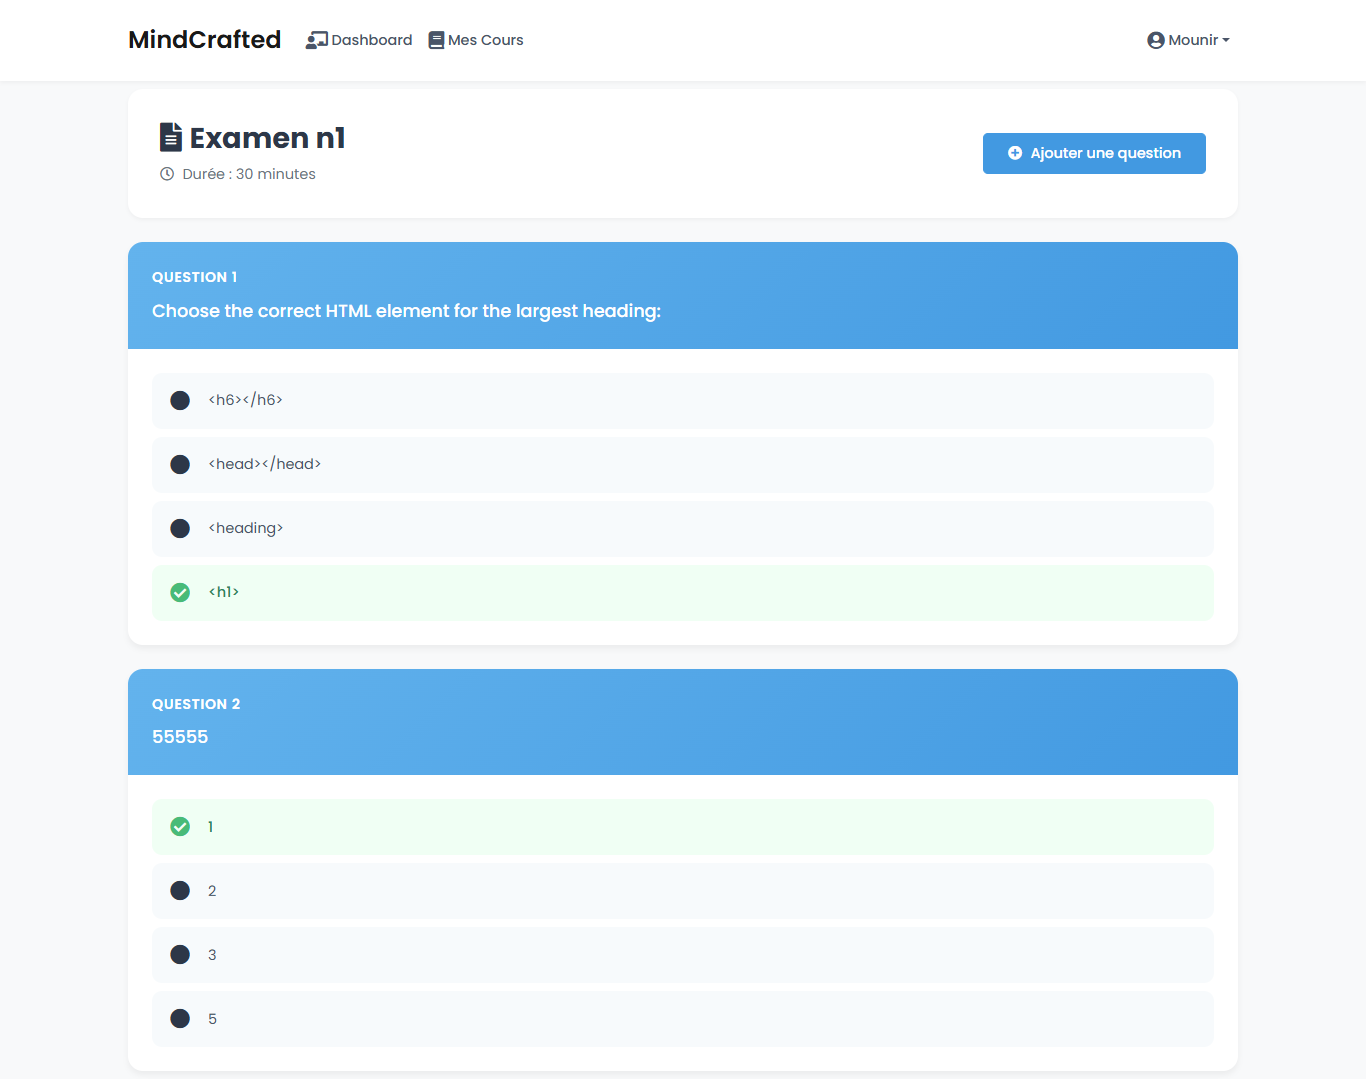 MindCrafted Dashboard Mes Cours Mounir
Examen n1
Durée : 30 minutes
Ajouter une question
QUESTION 1
Choose the correct HTML element for the largest heading:
<h6></h6>
<head></head>
<heading>
<h1>
QUESTION 2
55555
1
2
3
5